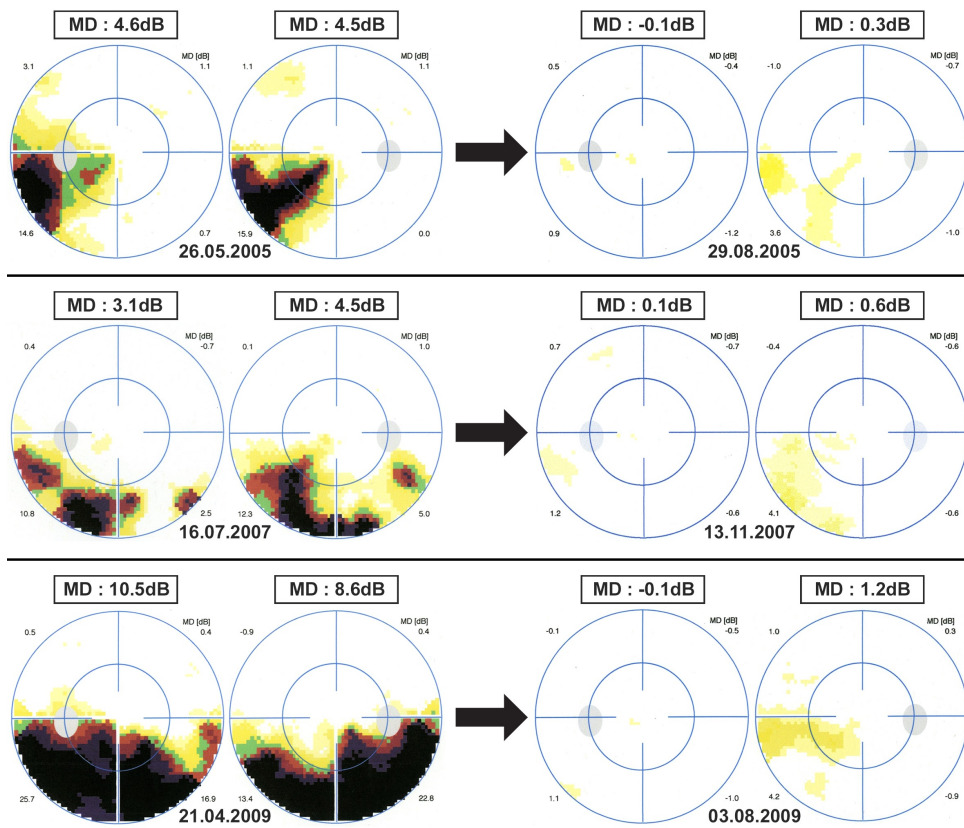 MD : 4.6dB
MD : 4.5dB
MD : -0.1dB
MD : 0.3dB
MD [dB]
MD [dB]
MD [dB]
MD [dB]
3.1
1.1
1.1
1.1
0.5
-0.4
-1.0
-0.7
14.6
0.7
15.9
0.0
0.9
-1.2
3.6
-1.0
26.05.2005
29.08.2005
MD : 3.1dB
MD : 4.5dB
MD : 0.1dB
MD : 0.6dB
MD [dB]
MD [dB]
MD [dB]
MD [dB]
0.4
-0.7
0.1
1.0
0.7
-0.7
-0.4
-0.6
10.8
2.5
12.3
5.0
1.2
-0.6
4.1
-0.6
16.07.2007
13.11.2007
MD : 10.5dB
MD : 8.6dB
MD : -0.1dB
MD : 1.2dB
MD [dB]
MD [dB]
MD [dB]
MD [dB]
0.5
0.4
-0.9
0.4
-0.1
-0.5
1.0
0.3
25.7
16.9
13.4
22.8
1.1
-1.0
4.2
-0.9
21.04.2009
03.08.2009